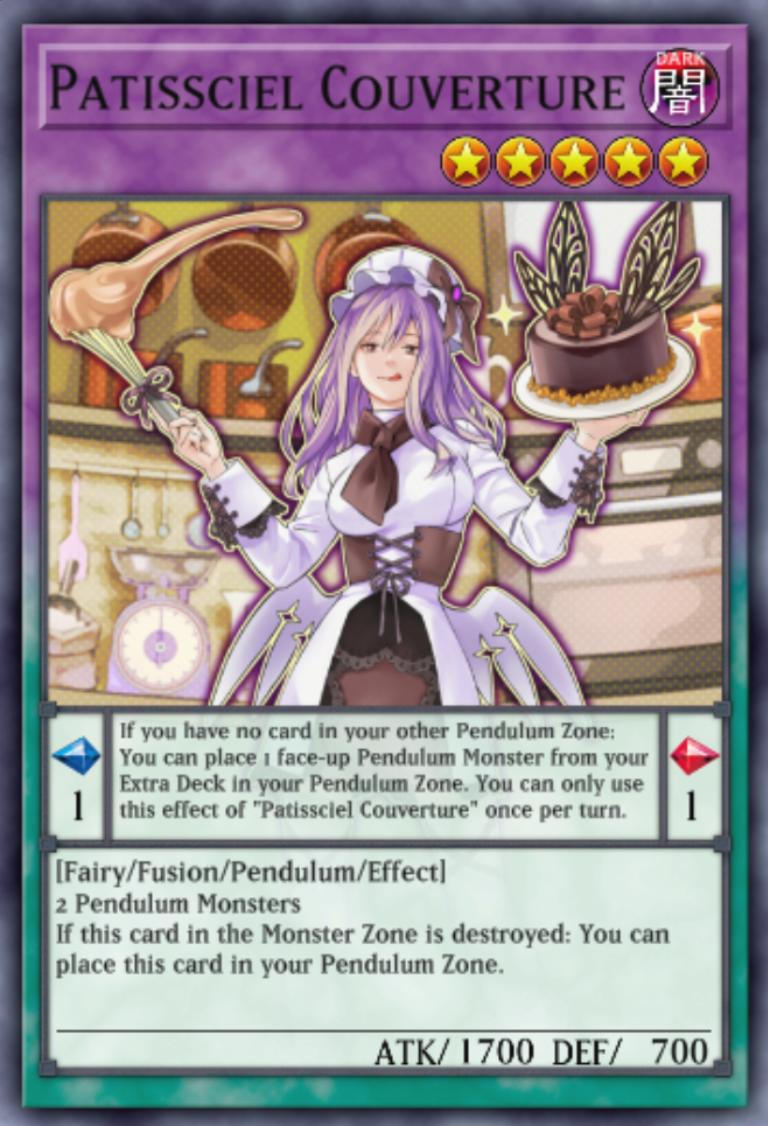 PATISSCIEL COUVERTURE
DARK
闇
If you have no card in your other Pendulum Zone:
You can place 1 face-up Pendulum Monster from your
Extra Deck in your Pendulum Zone. You can only use
this effect of "Patissciel Couverture" once per turn.
1
1
[Fairy/Fusion/Pendulum/Effect]
2 Pendulum Monsters
If this card in the Monster Zone is destroyed: You can
place this card in your Pendulum Zone.
ATK/ 1700 DEF/ 700